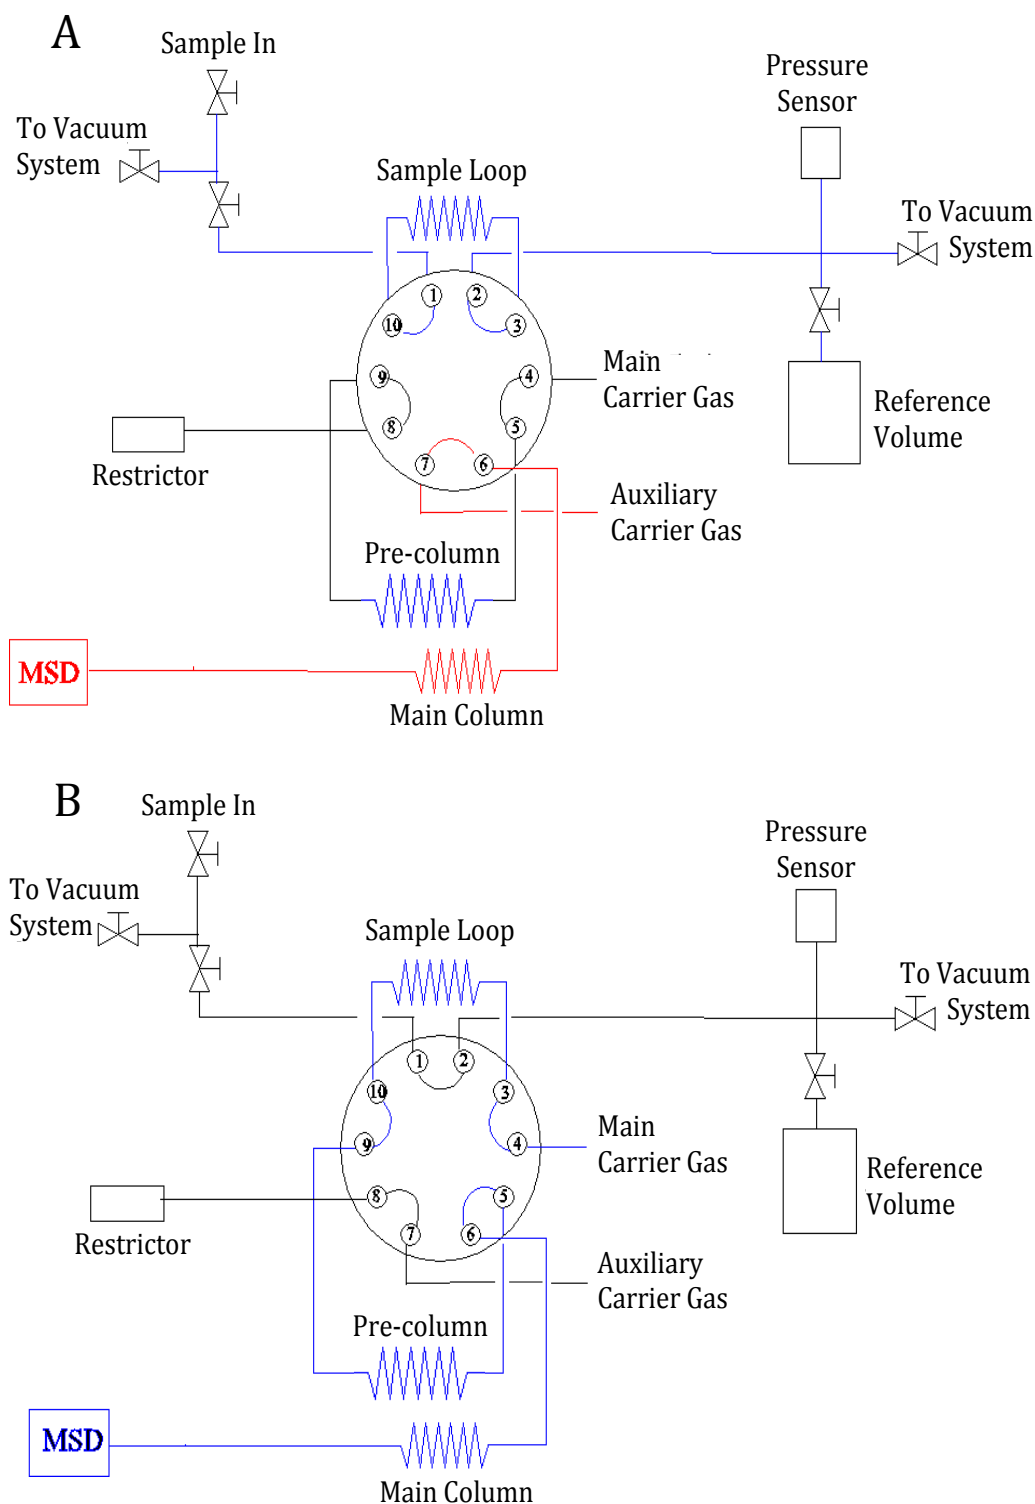 A
Sample In
Pressure
Sensor
To Vacuum
System
Sample Loop
To Vacuum
System
1
2
10
3
9
4
Main
Carrier Gas
8
5
Reference
Volume
7
6
Restrictor
Auxiliary
Carrier Gas
Pre-column
MSD
Main Column
B
Sample In
Pressure
Sensor
To Vacuum
System
Sample Loop
To Vacuum
System
1
2
10
3
9
4
Main
Carrier Gas
8
5
Reference
Volume
7
6
Restrictor
Auxiliary
Carrier Gas
Pre-column
MSD
Main Column